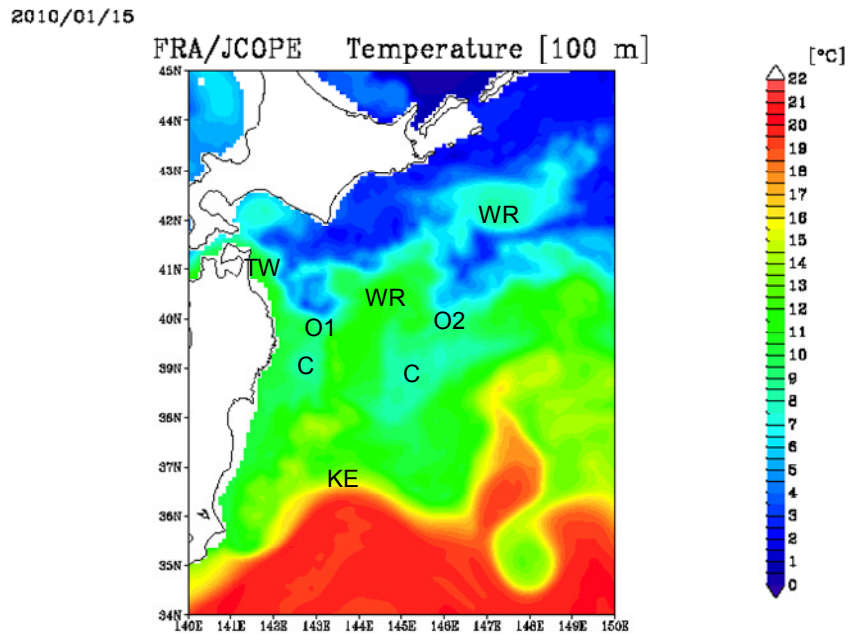 2010/01/15
FRA/JCOPE Temperature [100 m]
[°C]
45N
44N
43N
42N
41N
40N
39N
38N
37N
36N
35N
34N
WR
TW
WR
O1
O2
C
C
KE
140E 141E 143E 143E 144E 145E 147E 147E 148E 149E 150E
22
21
20
19
18
17
16
15
14
13
12
11
10
9
8
7
6
5
4
3
2
1
0